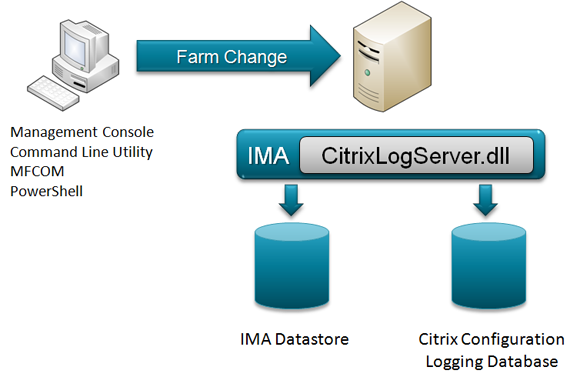 Farm Change
Management Console
Command Line Utility
MFCOM
PowerShell
IMA CitrixLogServer.dll
IMA Datastore
Citrix Configuration
Logging Database